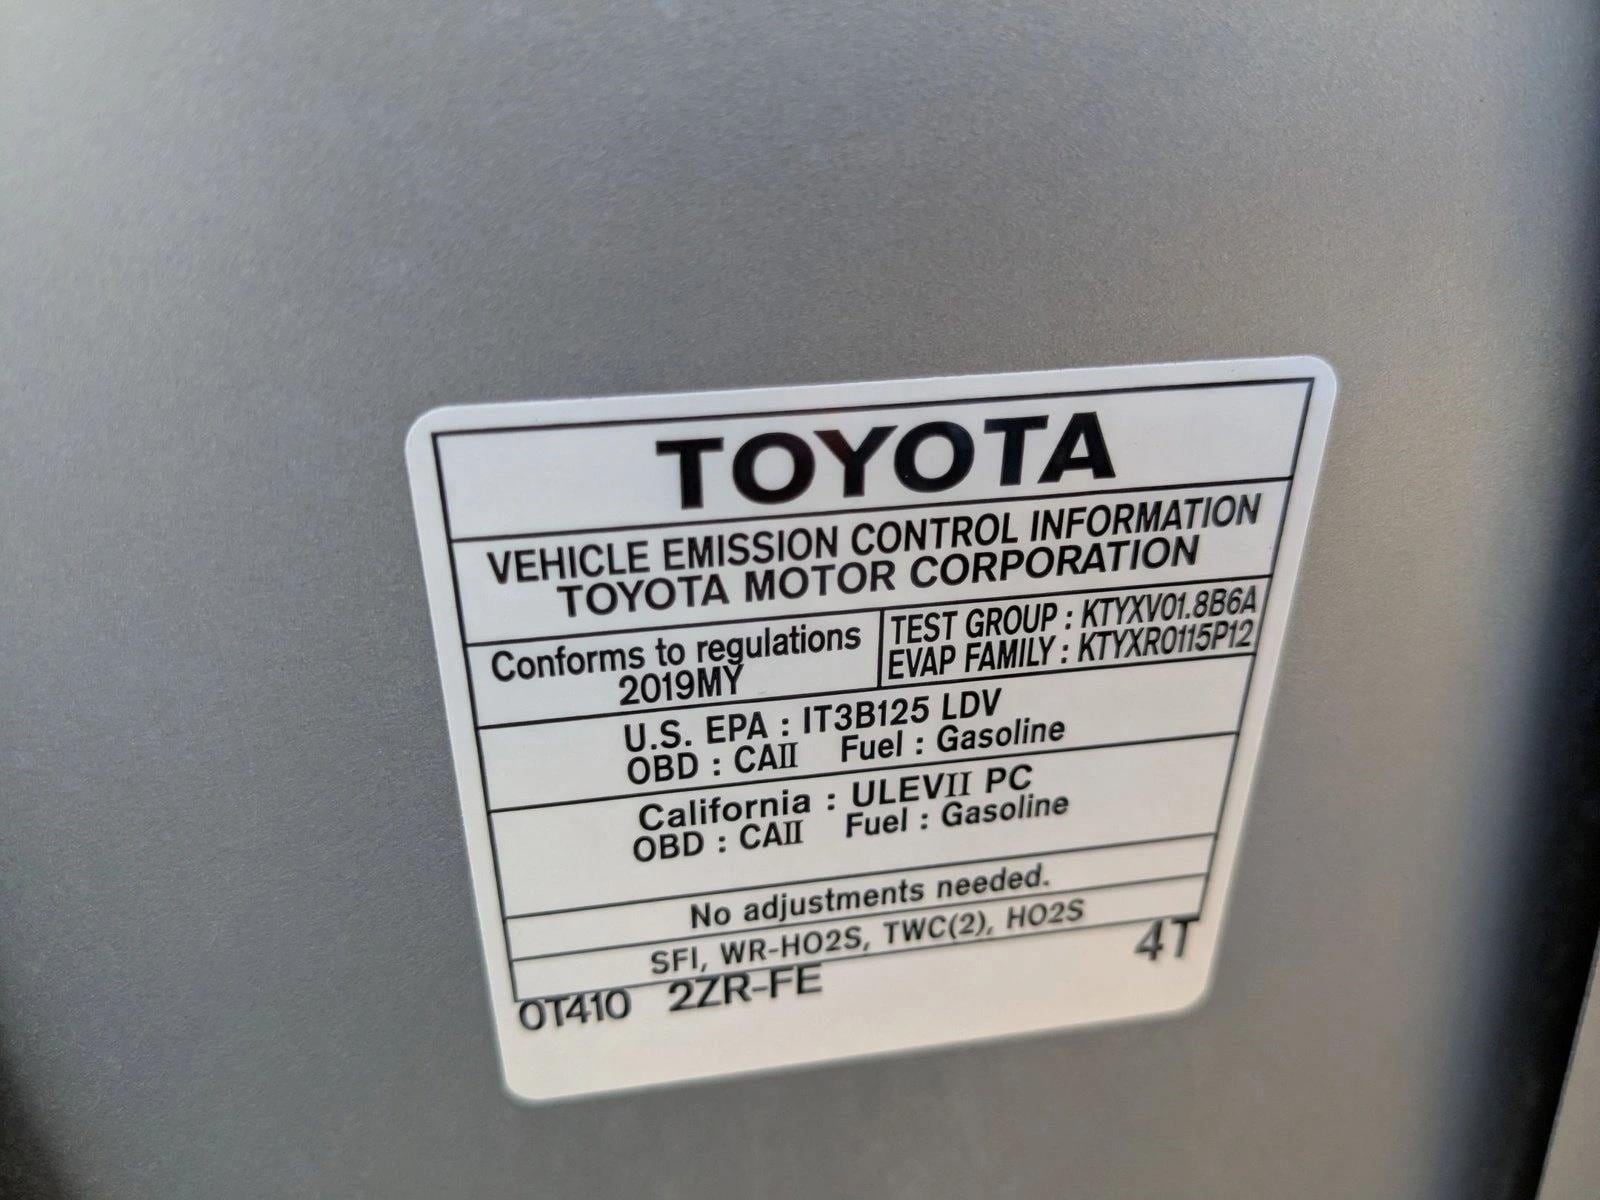 TOYOTA
VEHICLE EMISSION CONTROL INFORMATION
TOYOTA MOTOR CORPORATION
Conforms to regulations
2019MY
TEST GROUP : KTYXV01.8B6A
EVAP FAMILY : KTYXR0115P12
U.S. EPA : IT3B125 LDV
OBD : CAII Fuel : Gasoline
California : ULEVII PC
OBD : CAII Fuel : Gasoline
No adjustments needed.
SFI, WR-HO2S, TWC(2), HO2S
0T410 2ZR-FE 4T